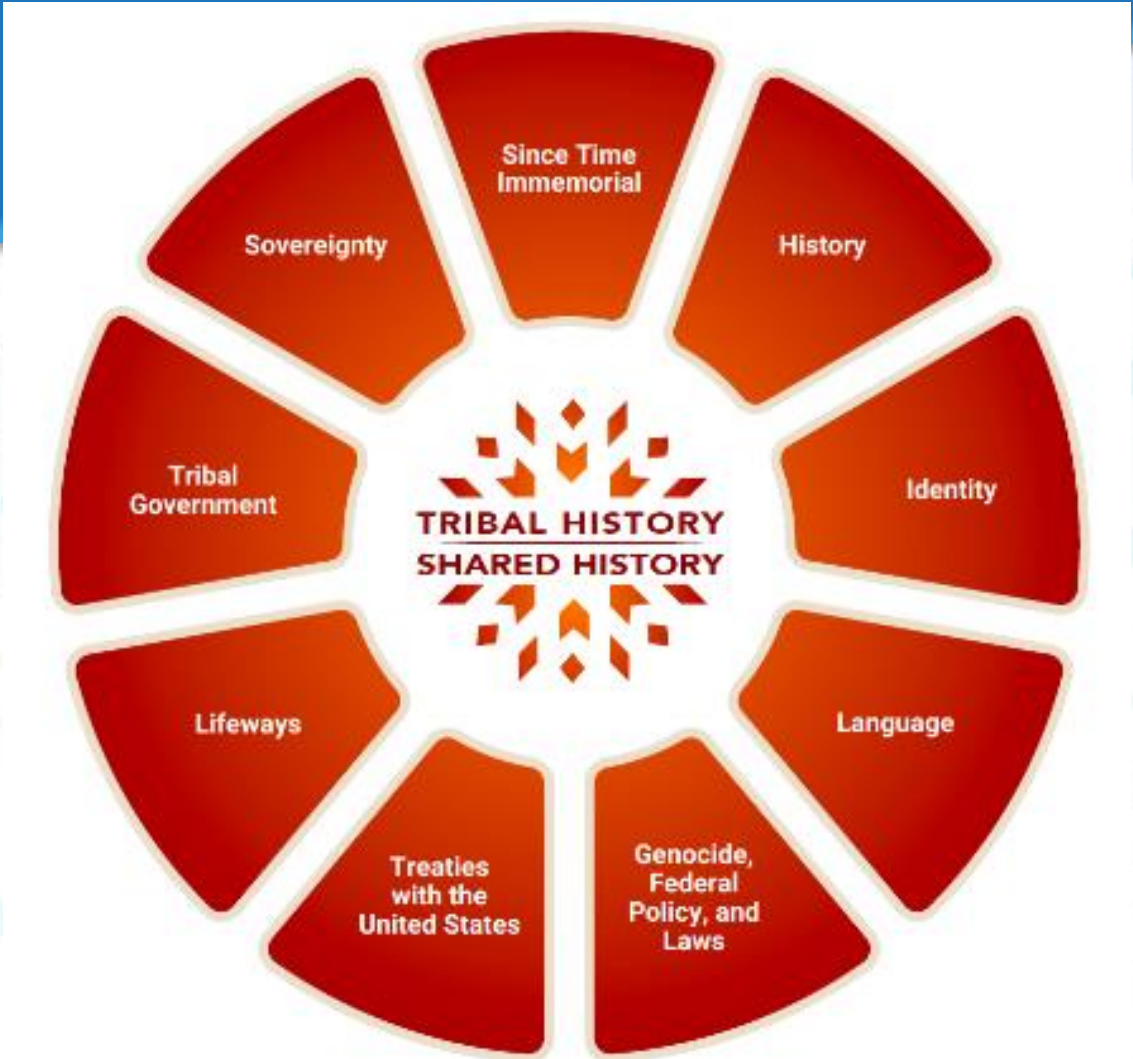 Since Time
Immemorial
History
Identity
Language
Genocide,
Federal
Policy, and
Laws
Treaties
with the
United States
Lifeways
Tribal
Government
Sovereignty
TRIBAL HISTORY
SHARED HISTORY